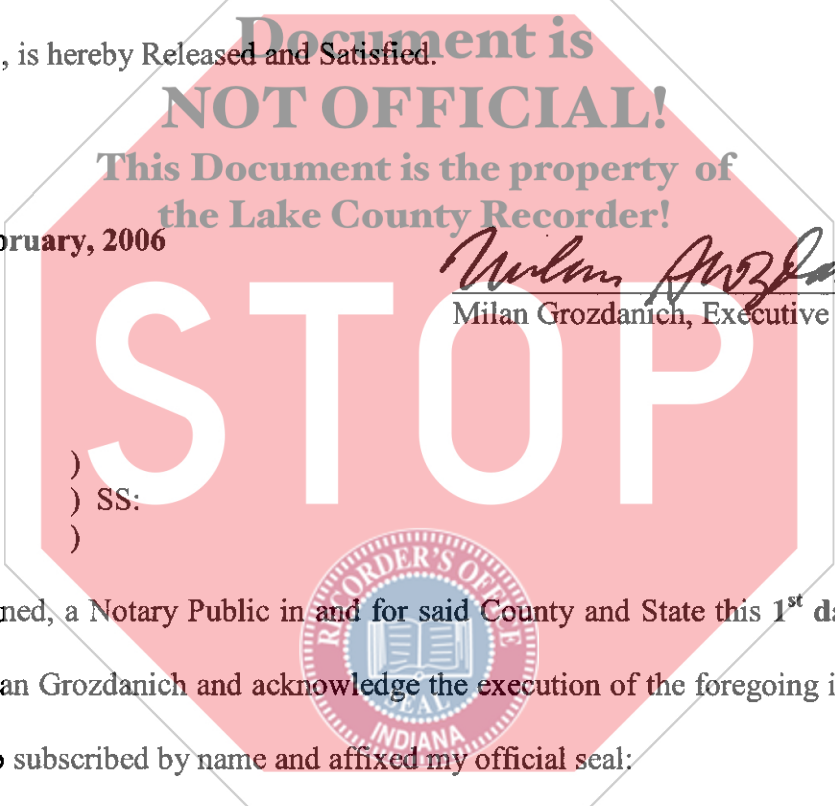 , is hereby Released and Satisfied.
Document is
NOT OFFICIAL!
This Document is the property of
the Lake County Recorder!
bruary, 2006
Milan Grozdanich, Executive
STOP
)
) SS:
)
RECORDER'S OFFICE
SEAL
INDIANA
ned, a Notary Public in and for said County and State this 1st da
an Grozdanich and acknowledge the execution of the foregoing i
o subscribed by name and affixed my official seal: